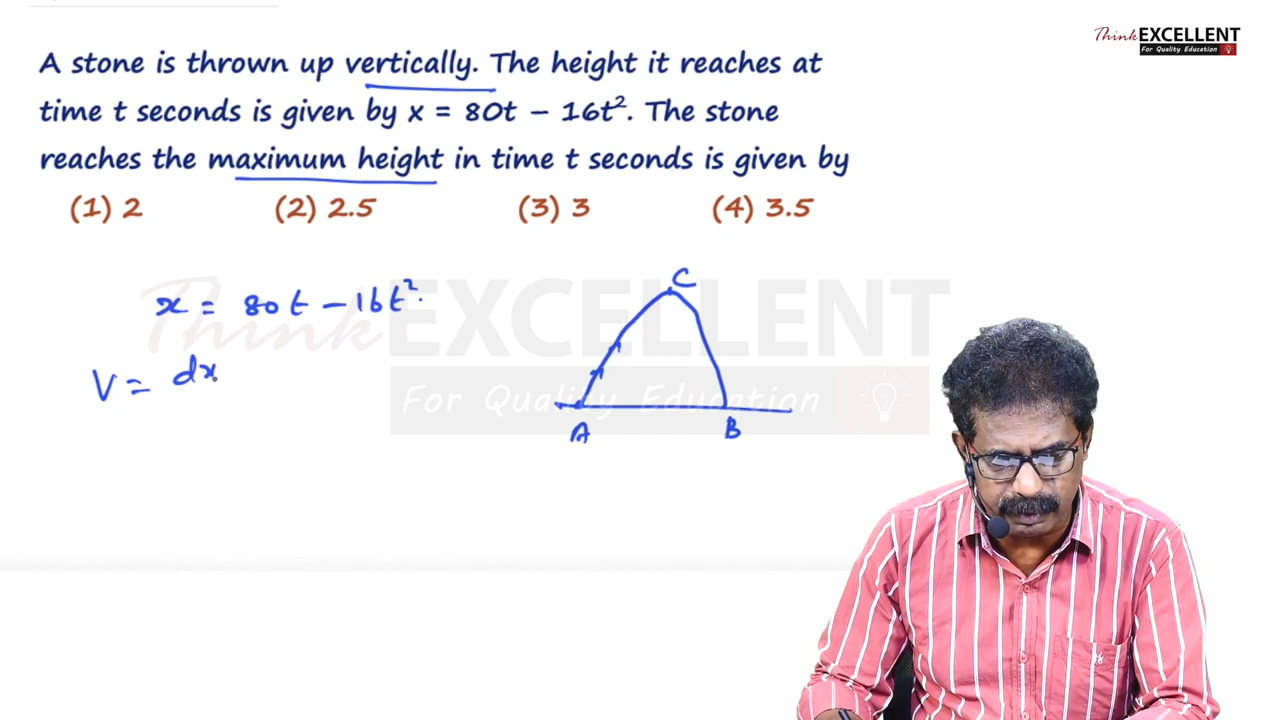 Think EXCELLENT
For Quality Education
A stone is thrown up vertically. The height it reaches at
time t seconds is given by x = 80t – 16t². The stone
reaches the maximum height in time t seconds is given by
(1) 2 (2) 2.5 (3) 3 (4) 3.5
x = 80t – 16t².
V = dx
C
A B
Think EXCELLENT
For Quality Education